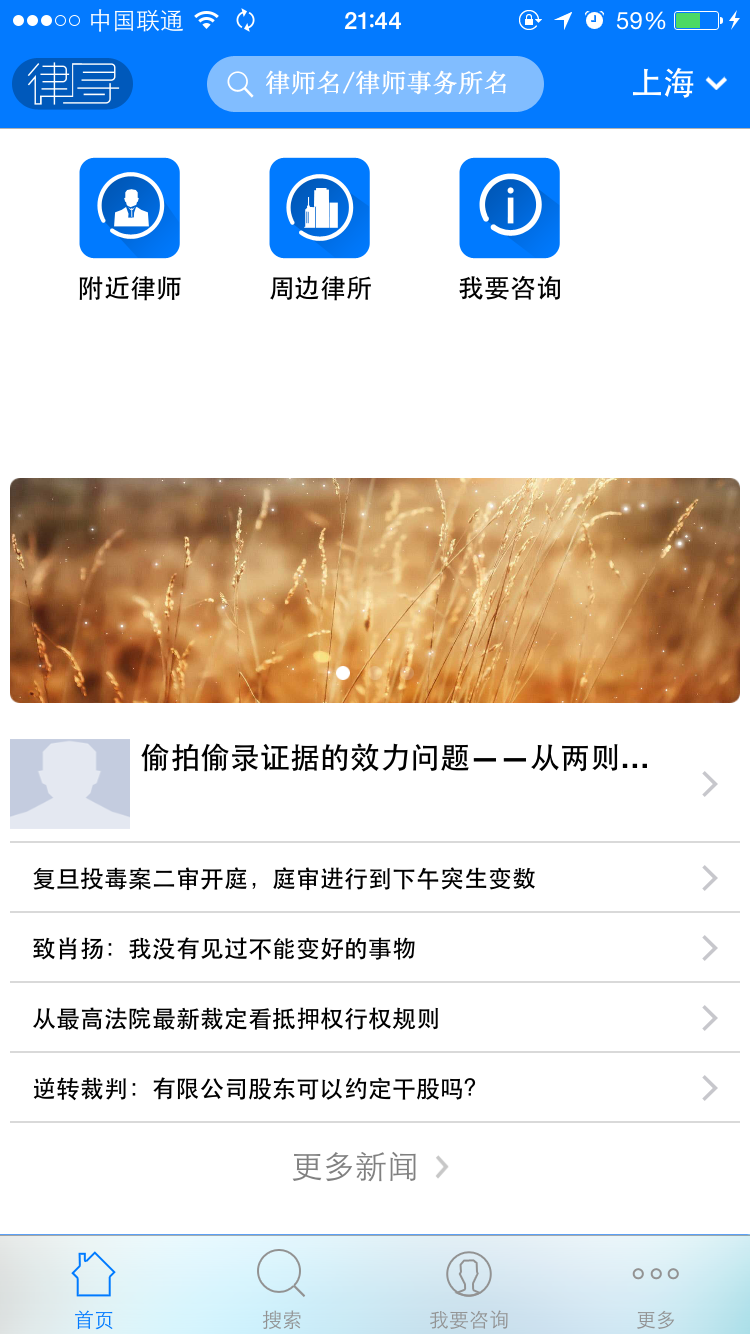 中国联通 21:44 59%
律寻 律师名/律师事务所名 上海
附近律师 周边律所 我要咨询
偷拍偷录证据的效力问题——从两则...
复旦投毒案二审开庭，庭审进行到下午突生变数
致肖扬：我没有见过不能变好的事物
从最高法院最新裁定看抵押权行权规则
逆转裁判：有限公司股东可以约定干股吗？
更多新闻
首页 搜索 我要咨询 更多